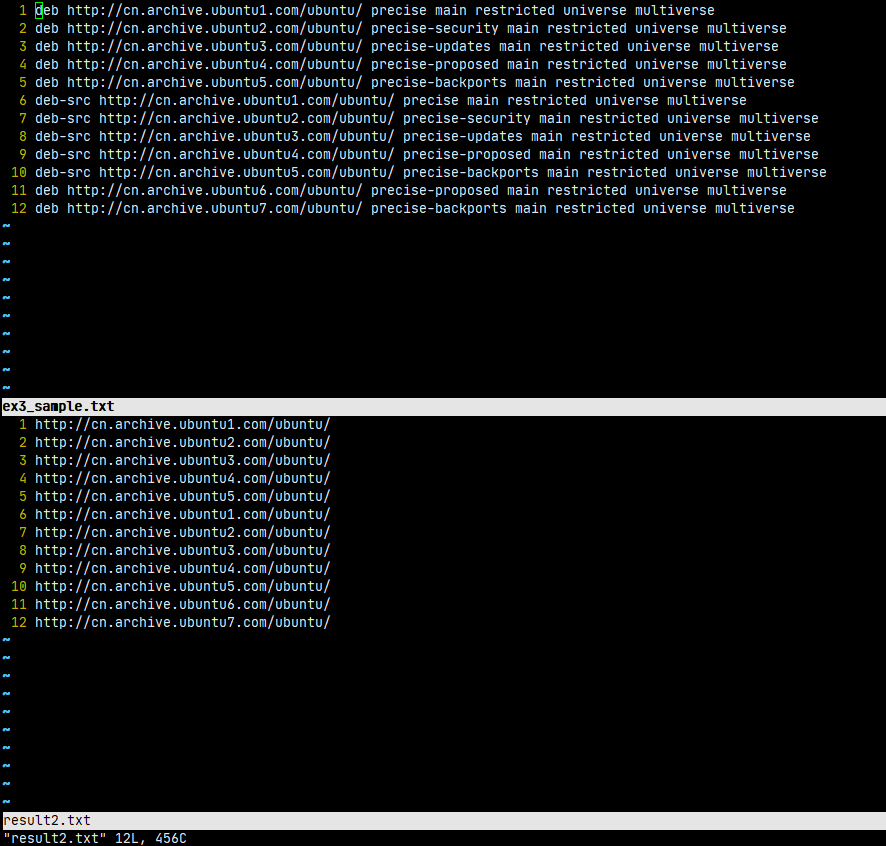 1 deb http://cn.archive.ubuntu1.com/ubuntu/ precise main restricted universe multiverse
2 deb http://cn.archive.ubuntu2.com/ubuntu/ precise-security main restricted universe multiverse
3 deb http://cn.archive.ubuntu3.com/ubuntu/ precise-updates main restricted universe multiverse
4 deb http://cn.archive.ubuntu4.com/ubuntu/ precise-proposed main restricted universe multiverse
5 deb http://cn.archive.ubuntu5.com/ubuntu/ precise-backports main restricted universe multiverse
6 deb-src http://cn.archive.ubuntu1.com/ubuntu/ precise main restricted universe multiverse
7 deb-src http://cn.archive.ubuntu2.com/ubuntu/ precise-security main restricted universe multiverse
8 deb-src http://cn.archive.ubuntu3.com/ubuntu/ precise-updates main restricted universe multiverse
9 deb-src http://cn.archive.ubuntu4.com/ubuntu/ precise-proposed main restricted universe multiverse
10 deb-src http://cn.archive.ubuntu5.com/ubuntu/ precise-backports main restricted universe multiverse
11 deb http://cn.archive.ubuntu6.com/ubuntu/ precise-proposed main restricted universe multiverse
12 deb http://cn.archive.ubuntu7.com/ubuntu/ precise-backports main restricted universe multiverse
~
~
~
~
~
~
~
~
~
~
ex3_sample.txt
1 http://cn.archive.ubuntu1.com/ubuntu/
2 http://cn.archive.ubuntu2.com/ubuntu/
3 http://cn.archive.ubuntu3.com/ubuntu/
4 http://cn.archive.ubuntu4.com/ubuntu/
5 http://cn.archive.ubuntu5.com/ubuntu/
6 http://cn.archive.ubuntu1.com/ubuntu/
7 http://cn.archive.ubuntu2.com/ubuntu/
8 http://cn.archive.ubuntu3.com/ubuntu/
9 http://cn.archive.ubuntu4.com/ubuntu/
10 http://cn.archive.ubuntu5.com/ubuntu/
11 http://cn.archive.ubuntu6.com/ubuntu/
12 http://cn.archive.ubuntu7.com/ubuntu/
~
~
~
~
~
~
~
~
~
~
result2.txt
"result2.txt" 12L, 456C